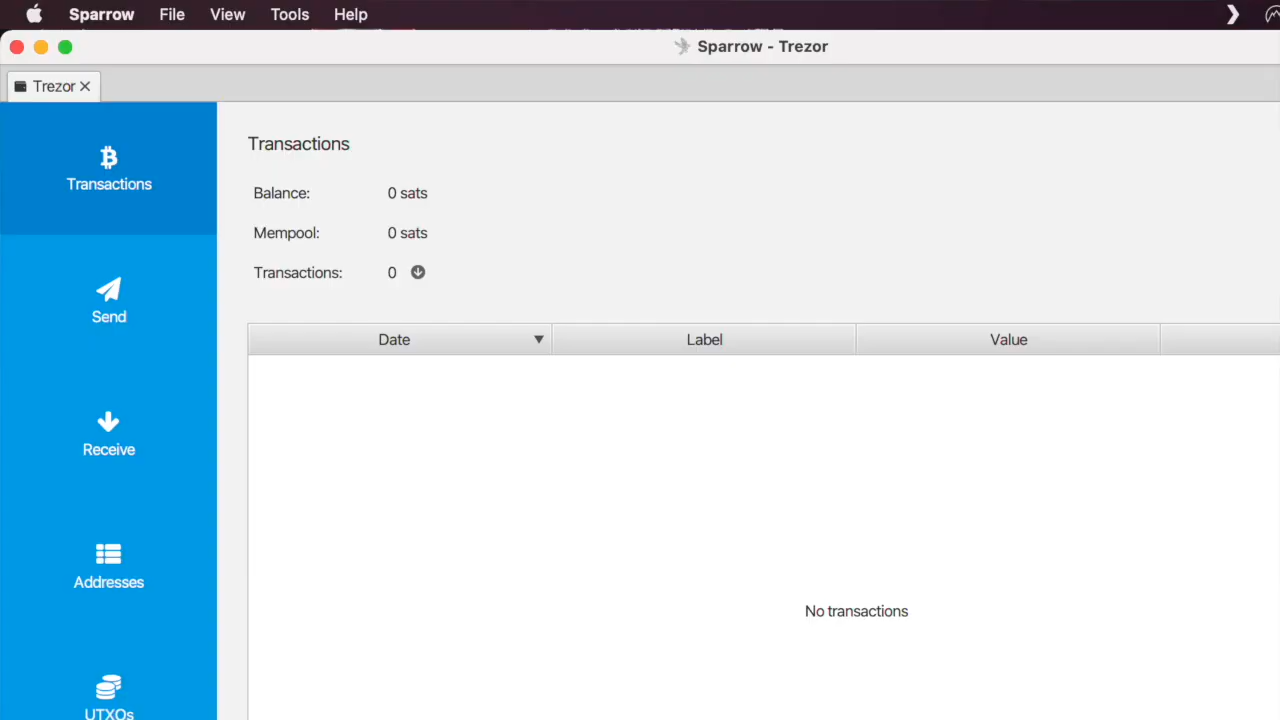 Sparrow File View Tools Help
Sparrow - Trezor
Trezor
Transactions
Send
Receive
Addresses
UTXOs
Transactions
Balance: 0 sats
Mempool: 0 sats
Transactions: 0
Date Label Value
No transactions